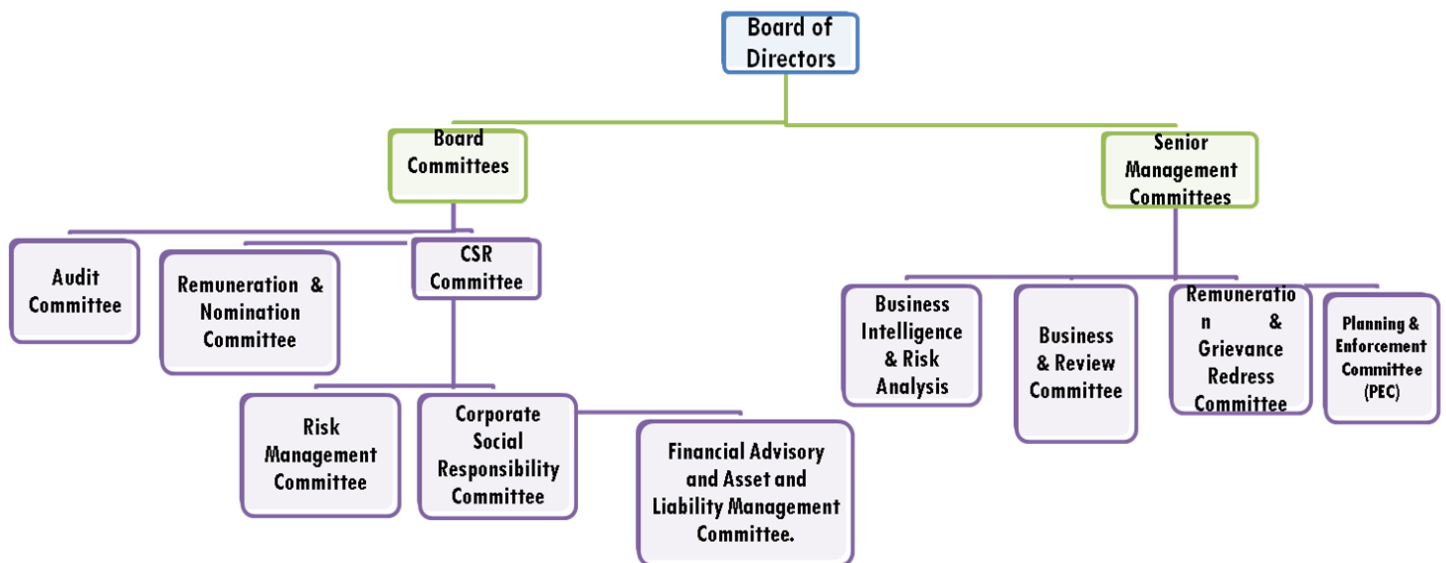 Board of
Directors
Board
Committees
Senior
Management
Committees
Audit
Committee
Remuneration &
Nomination
Committee
CSR
Committee
Business
Intelligence
& Risk
Analysis
Business
& Review
Committee
Remuneratio
n &
Grievance
Redress
Committee
Planning &
Enforcement
Committee
(PEC)
Risk
Management
Committee
Corporate
Social
Responsibility
Committee
Financial Advisory
and Asset and
Liability Management
Committee.